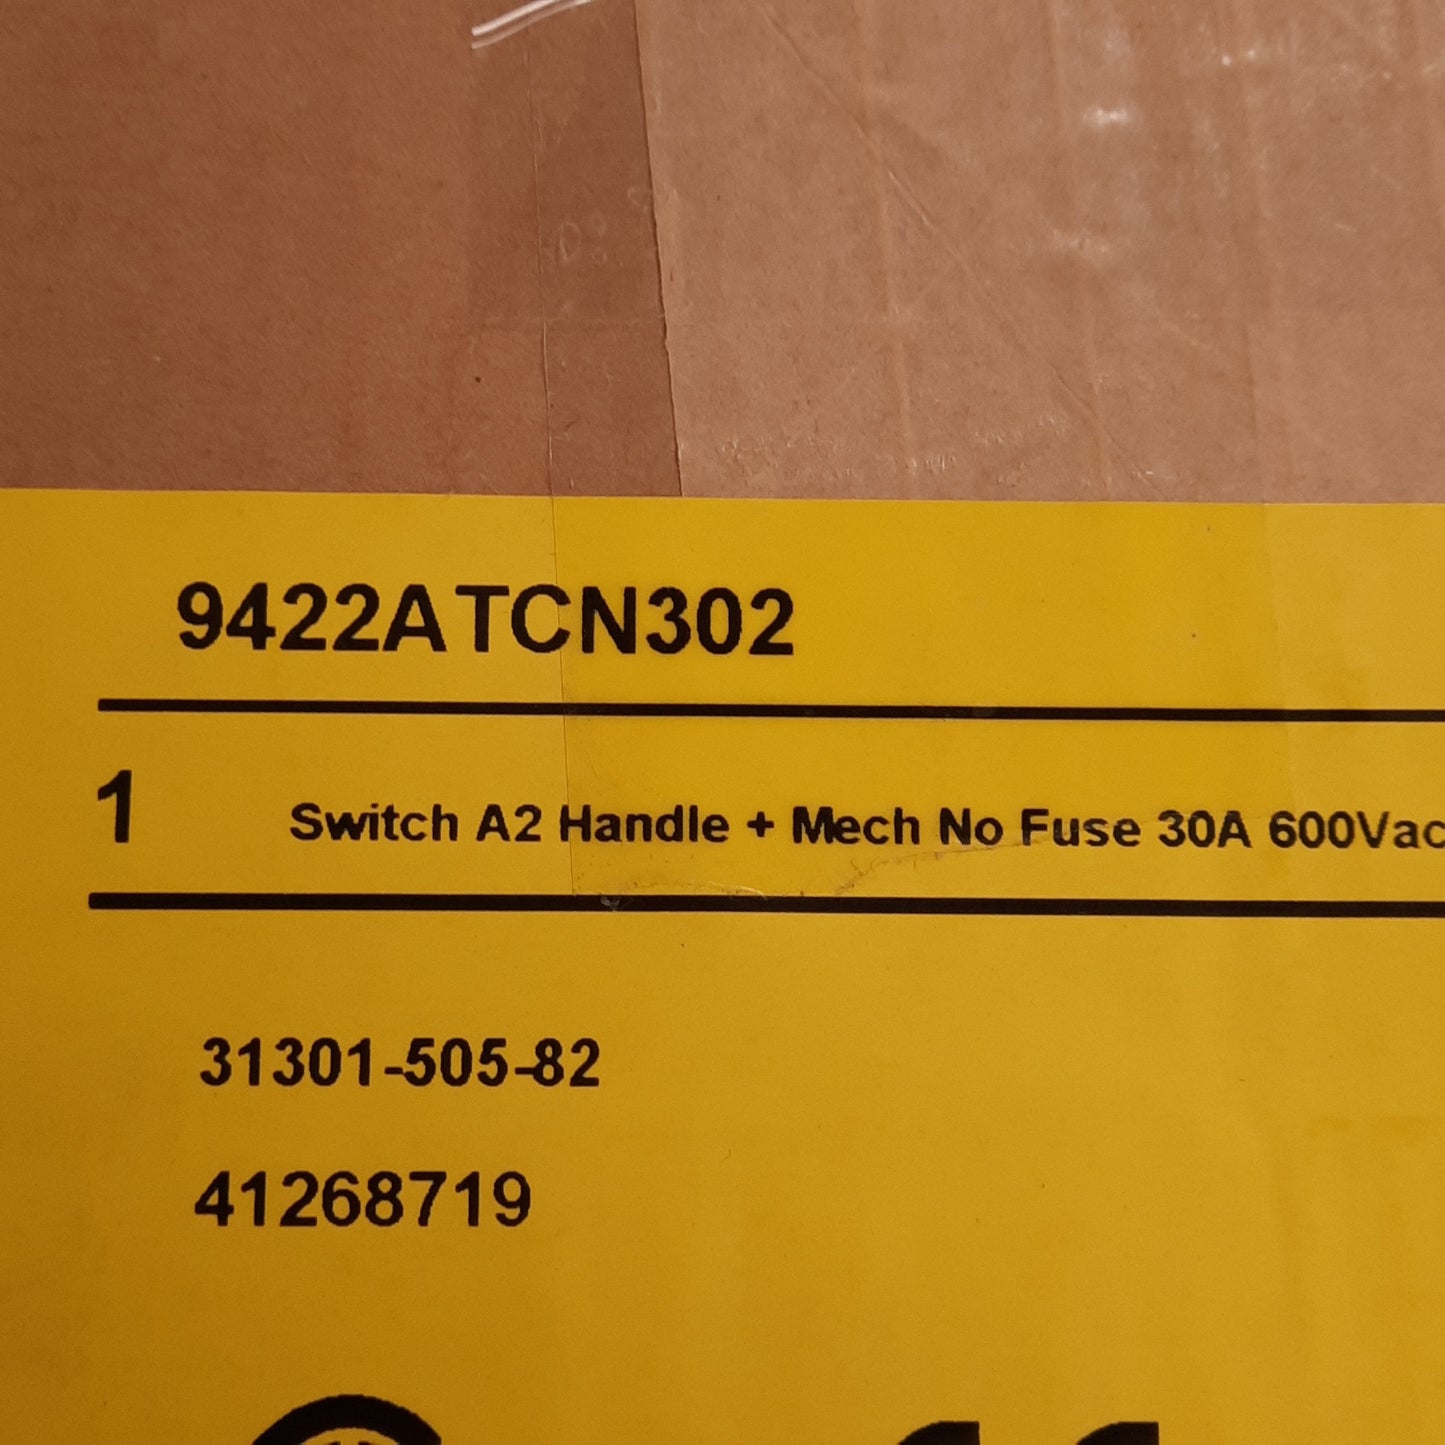 9422ATCN302
1 Switch A2 Handle + Mech No Fuse 30A 600Vac
31301-505-82
41268719